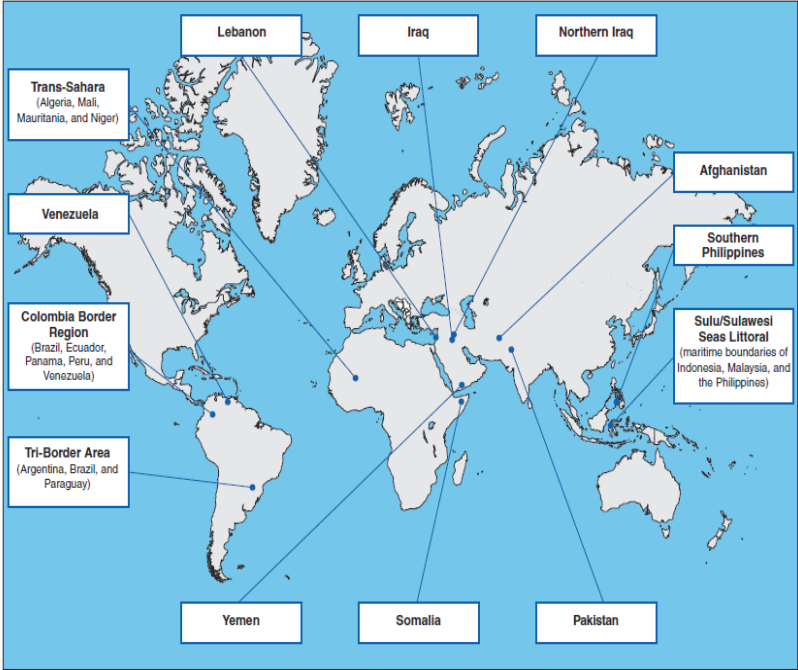 Lebanon
Iraq
Northern Iraq
Trans-Sahara
(Algeria, Mali,
Mauritania, and Niger)
Afghanistan
Venezuela
Southern
Philippines
Colombia Border
Region
(Brazil, Ecuador,
Panama, Peru, and
Venezuela)
Sulu/Sulawesi
Seas Littoral
(maritime boundaries of
Indonesia, Malaysia, and
the Philippines)
Tri-Border Area
(Argentina, Brazil, and
Paraguay)
Yemen
Somalia
Pakistan